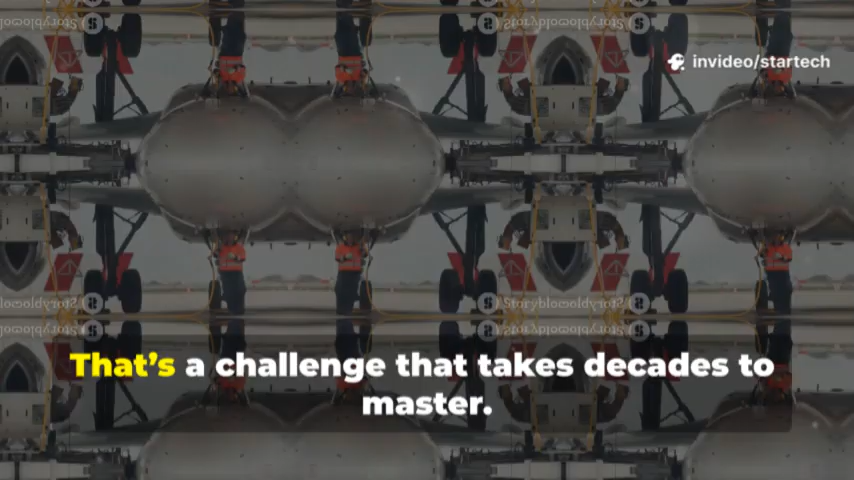 invideo/startech
That's a challenge that takes decades to
master.